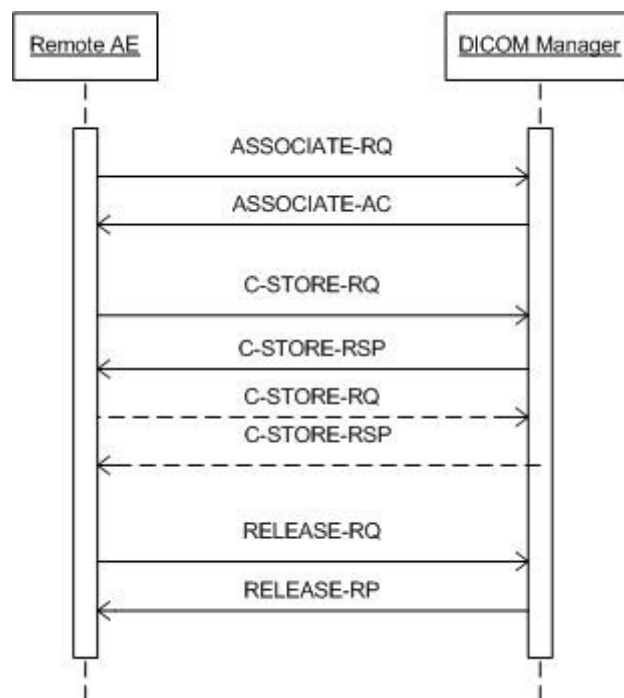 Remote AE
DICOM Manager
ASSOCIATE-RQ
ASSOCIATE-AC
C-STORE-RQ
C-STORE-RSP
C-STORE-RQ
C-STORE-RSP
RELEASE-RQ
RELEASE-RP